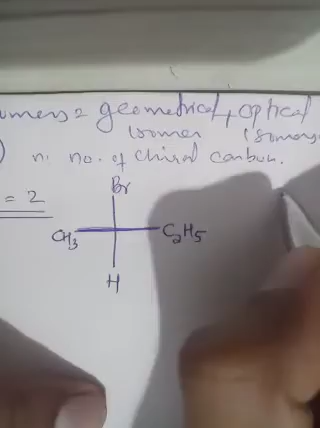 omers = geometrical + optical
isomer isomers
) n: no. of chiral carbon.
= 2
Br
CH3 C2H5
H